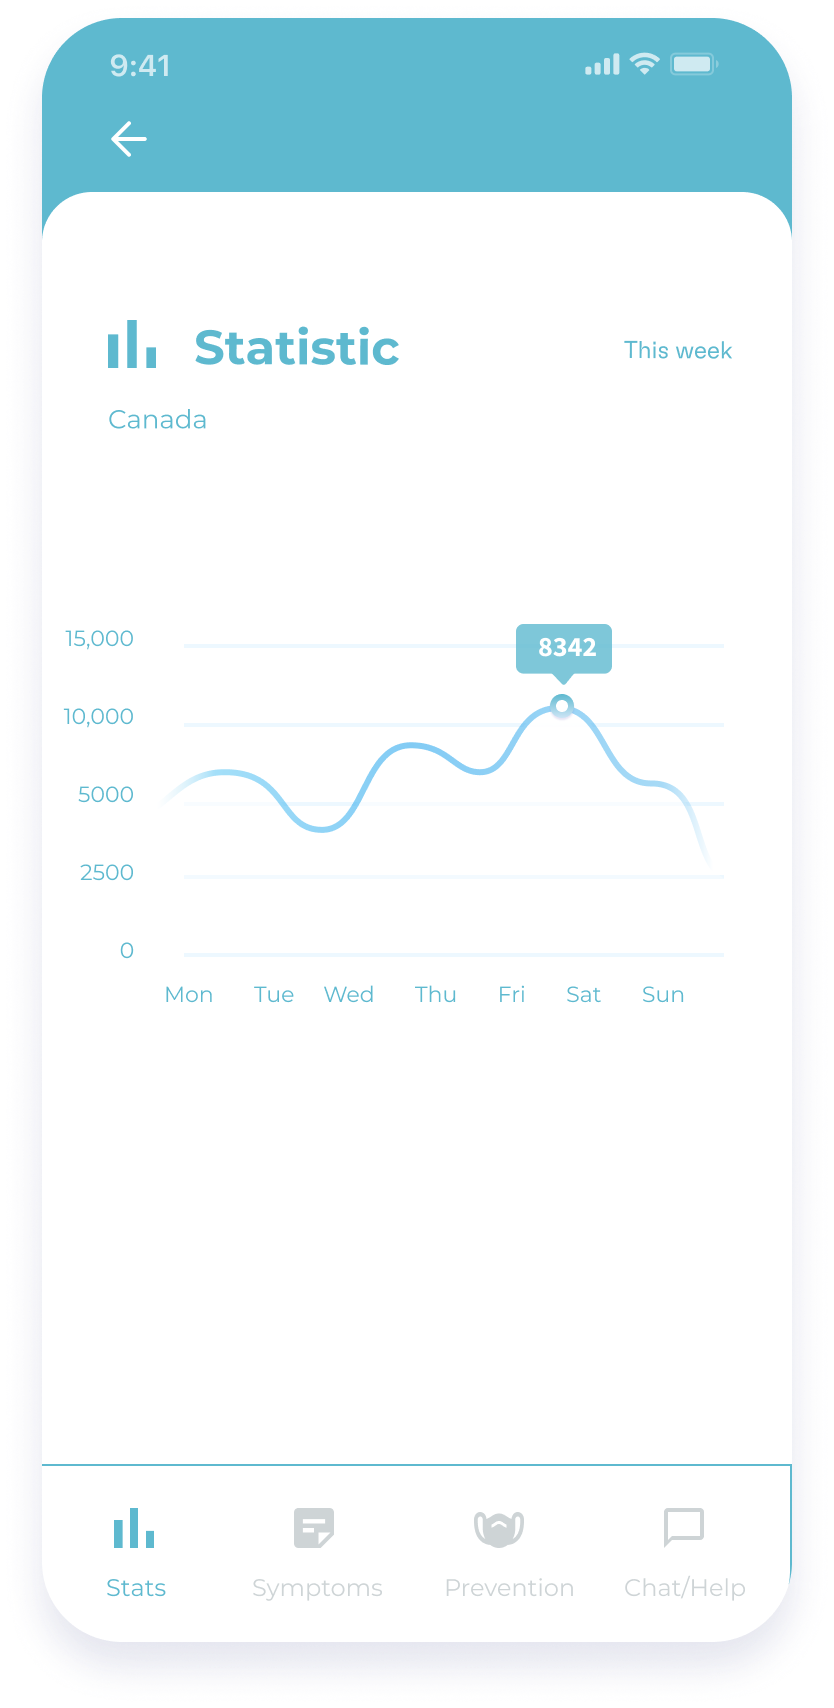 9:41
Statistic
This week
Canada
8342
15,000
10,000
5000
2500
0
Mon Tue Wed Thu Fri Sat Sun
Stats Symptoms Prevention Chat/Help